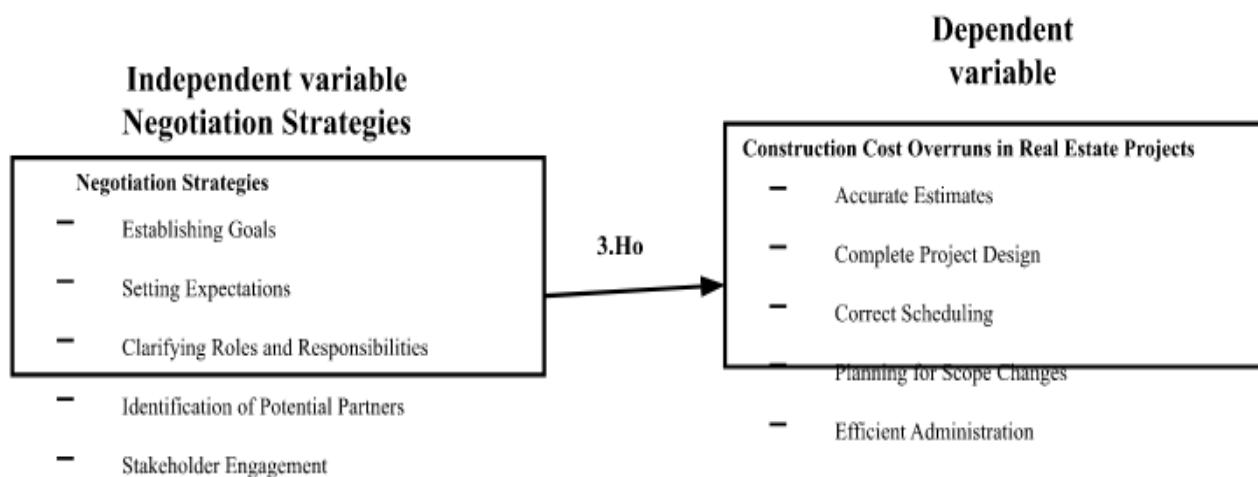 Independent variable
Negotiation Strategies
Negotiation Strategies
– Establishing Goals
– Setting Expectations
– Clarifying Roles and Responsibilities
– Identification of Potential Partners
– Stakeholder Engagement
3.Ho
Dependent
variable
Construction Cost Overruns in Real Estate Projects
– Accurate Estimates
– Complete Project Design
– Correct Scheduling
– Planning for Scope Changes
– Efficient Administration